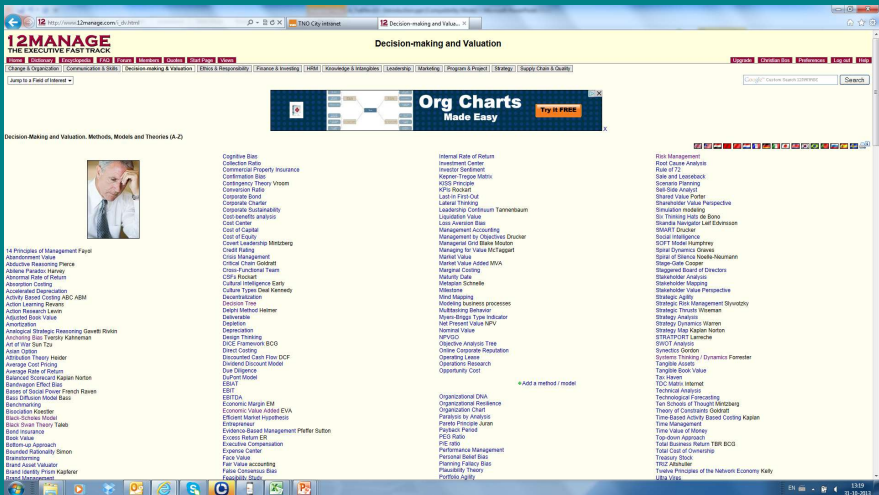 http://www.12manage.com/i_dv.html
TNO City intranet
12 Decision-making and Valua...
12MANAGE
THE EXECUTIVE FAST TRACK
Decision-making and Valuation
Home Dictionary Encyclopedia FAQ Forum Members Quotes Start Page Views
Upgrade Christian Bos Preferences Log out Help
Change & Organization Communication & Skills Decision-making & Valuation Ethics & Responsibility Finance & Investing HRM Knowledge & Intangibles Leadership Marketing Program & Project Strategy Supply Chain & Quality
Jump to a Field of Interest
Search
Org Charts
Made Easy
Try It FREE
Decision-Making and Valuation. Methods, Models and Theories (A-Z)
14 Principles of Management Fayol
Abandonment Value
Abductive Reasoning Pierce
Abilene Paradox Harvey
Abnormal Rate of Return
Absorption Costing
Accelerated Depreciation
Activity Based Costing ABC ABM
Action Learning Revans
Action Research Lewin
Adjusted Book Value
Amortization
Analogical Strategic Reasoning Gavetti Rivkin
Anchoring Bias Tversky Kahneman
Art of War Sun Tzu
Asian Option
Attribution Theory Heider
Average Cost Pricing
Average Rate of Return
Balanced Scorecard Kaplan Norton
Bandwagon Effect Bias
Bases of Social Power French Raven
Bass Diffusion Model Bass
Benchmarking
Bisociation Koestler
Black-Scholes Model
Black Swan Theory Taleb
Bond Insurance
Book Value
Bottom-up Approach
Bounded Rationality Simon
Brainstorming
Brand Asset Valuator
Brand Identity Prism Kapferer
Brand Management
Cognitive Bias
Collection Ratio
Commercial Property Insurance
Confirmation Bias
Contingency Theory Vroom
Conversion Ratio
Corporate Bond
Corporate Charter
Corporate Sustainability
Cost-benefits analysis
Cost Center
Cost of Capital
Cost of Equity
Covert Leadership Mintzberg
Credit Rating
Crisis Management
Critical Chain Goldratt
Cross-Functional Team
CSFs Rockart
Cultural Intelligence Early
Culture Types Deal Kennedy
Decentralization
Decision Tree
Delphi Method Helmer
Deliverable
Depletion
Depreciation
Design Thinking
DICE Framework BCG
Direct Costing
Discounted Cash Flow DCF
Dividend Discount Model
Due Diligence
DuPont Model
EBIAT
EBIT
EBITDA
Economic Margin EM
Economic Value Added EVA
Efficient Market Hypothesis
Entrepreneur
Evidence-Based Management Pfeffer Sutton
Excess Return ER
Executive Compensation
Expense Center
Face Value
Fair Value accounting
False Consensus Bias
Feasibility Study
Internal Rate of Return
Investment Center
Investor Sentiment
Kepner-Tregoe Matrix
KISS Principle
KPIs Rockart
Last-in First-Out
Lateral Thinking
Leadership Continuum Tannenbaum
Liquidation Value
Loss Aversion Bias
Management Accounting
Management by Objectives Drucker
Managerial Grid Blake Mouton
Managing for Value McTaggart
Market Value
Market Value Added MVA
Marginal Costing
Maturity Date
Metaplan Schnelle
Milestone
Mind Mapping
Modeling business processes
Multitasking Behavior
Myers-Briggs Type Indicator
Net Present Value NPV
Nominal Value
NPVGO
Objective Analysis Tree
Online Corporate Reputation
Operating Lease
Operations Research
Opportunity Cost
+Add a method / model
Organizational DNA
Organizational Resilience
Organization Chart
Paralysis by Analysis
Pareto Principle Juran
Payback Period
PEG Ratio
P/E ratio
Performance Management
Personal Belief Bias
Planning Fallacy Bias
Plausibility Theory
Portfolio Agility
Risk Management
Root Cause Analysis
Rule of 72
Sale and Leaseback
Scenario Planning
Sell-Side Analyst
Shared Value Porter
Shareholder Value Perspective
Simulation modeling
Six Thinking Hats de Bono
Skandia Navigator Leif Edvinsson
SMART Drucker
Social Intelligence
SOFT Model Humphrey
Spiral Dynamics Graves
Spiral of Silence Noelle-Neumann
Stage-Gate Cooper
Staggered Board of Directors
Stakeholder Analysis
Stakeholder Mapping
Stakeholder Value Perspective
Strategic Agility
Strategic Risk Management Slywotzky
Strategic Thrusts Wiseman
Strategy Analysis
Strategy Dynamics Warren
Strategy Map Kaplan Norton
STRATPORT Larreche
SWOT Analysis
Synectics Gordon
Systems Thinking / Dynamics Forrester
Tangible Assets
Tangible Book Value
Tax Haven
TDC Matrix Internet
Technical Analysis
Technological Forecasting
Ten Schools of Thought Mintzberg
Theory of Constraints Goldratt
Time-Based Activity Based Costing Kaplan
Time Management
Time Value of Money
Top-down Approach
Total Business Return TBR BCG
Total Cost of Ownership
Treasury Stock
TRIZ Altshuller
Twelve Principles of the Network Economy Kelly
Ultra Vires
EN
13:19
31-10-2013